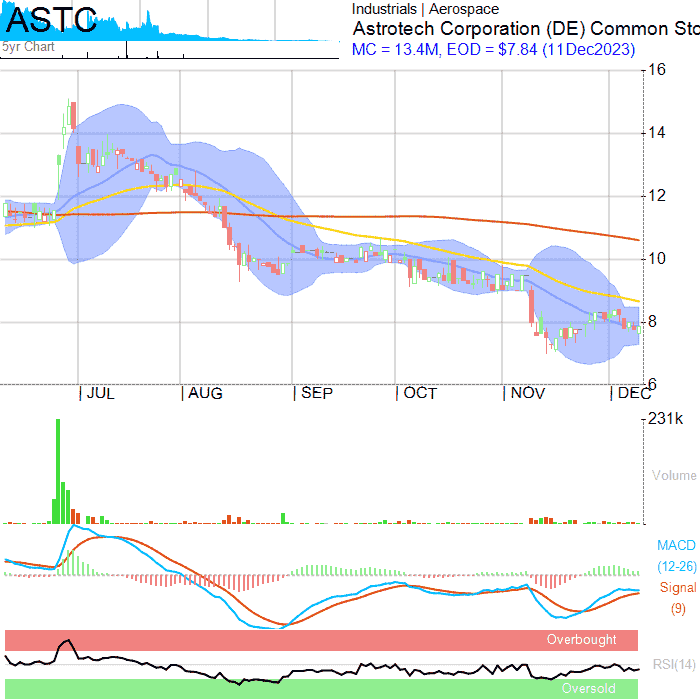 ASTC
5yr Chart
Industrials | Aerospace
Astrotech Corporation (DE) Common Sto
MC = 13.4M, EOD = $7.84 (11Dec2023)
16
14
12
10
8
6
JUL
AUG
SEP
OCT
NOV
DEC
231k
Volume
MACD
(12-26)
Signal
(9)
Overbought
RSI(14)
Oversold